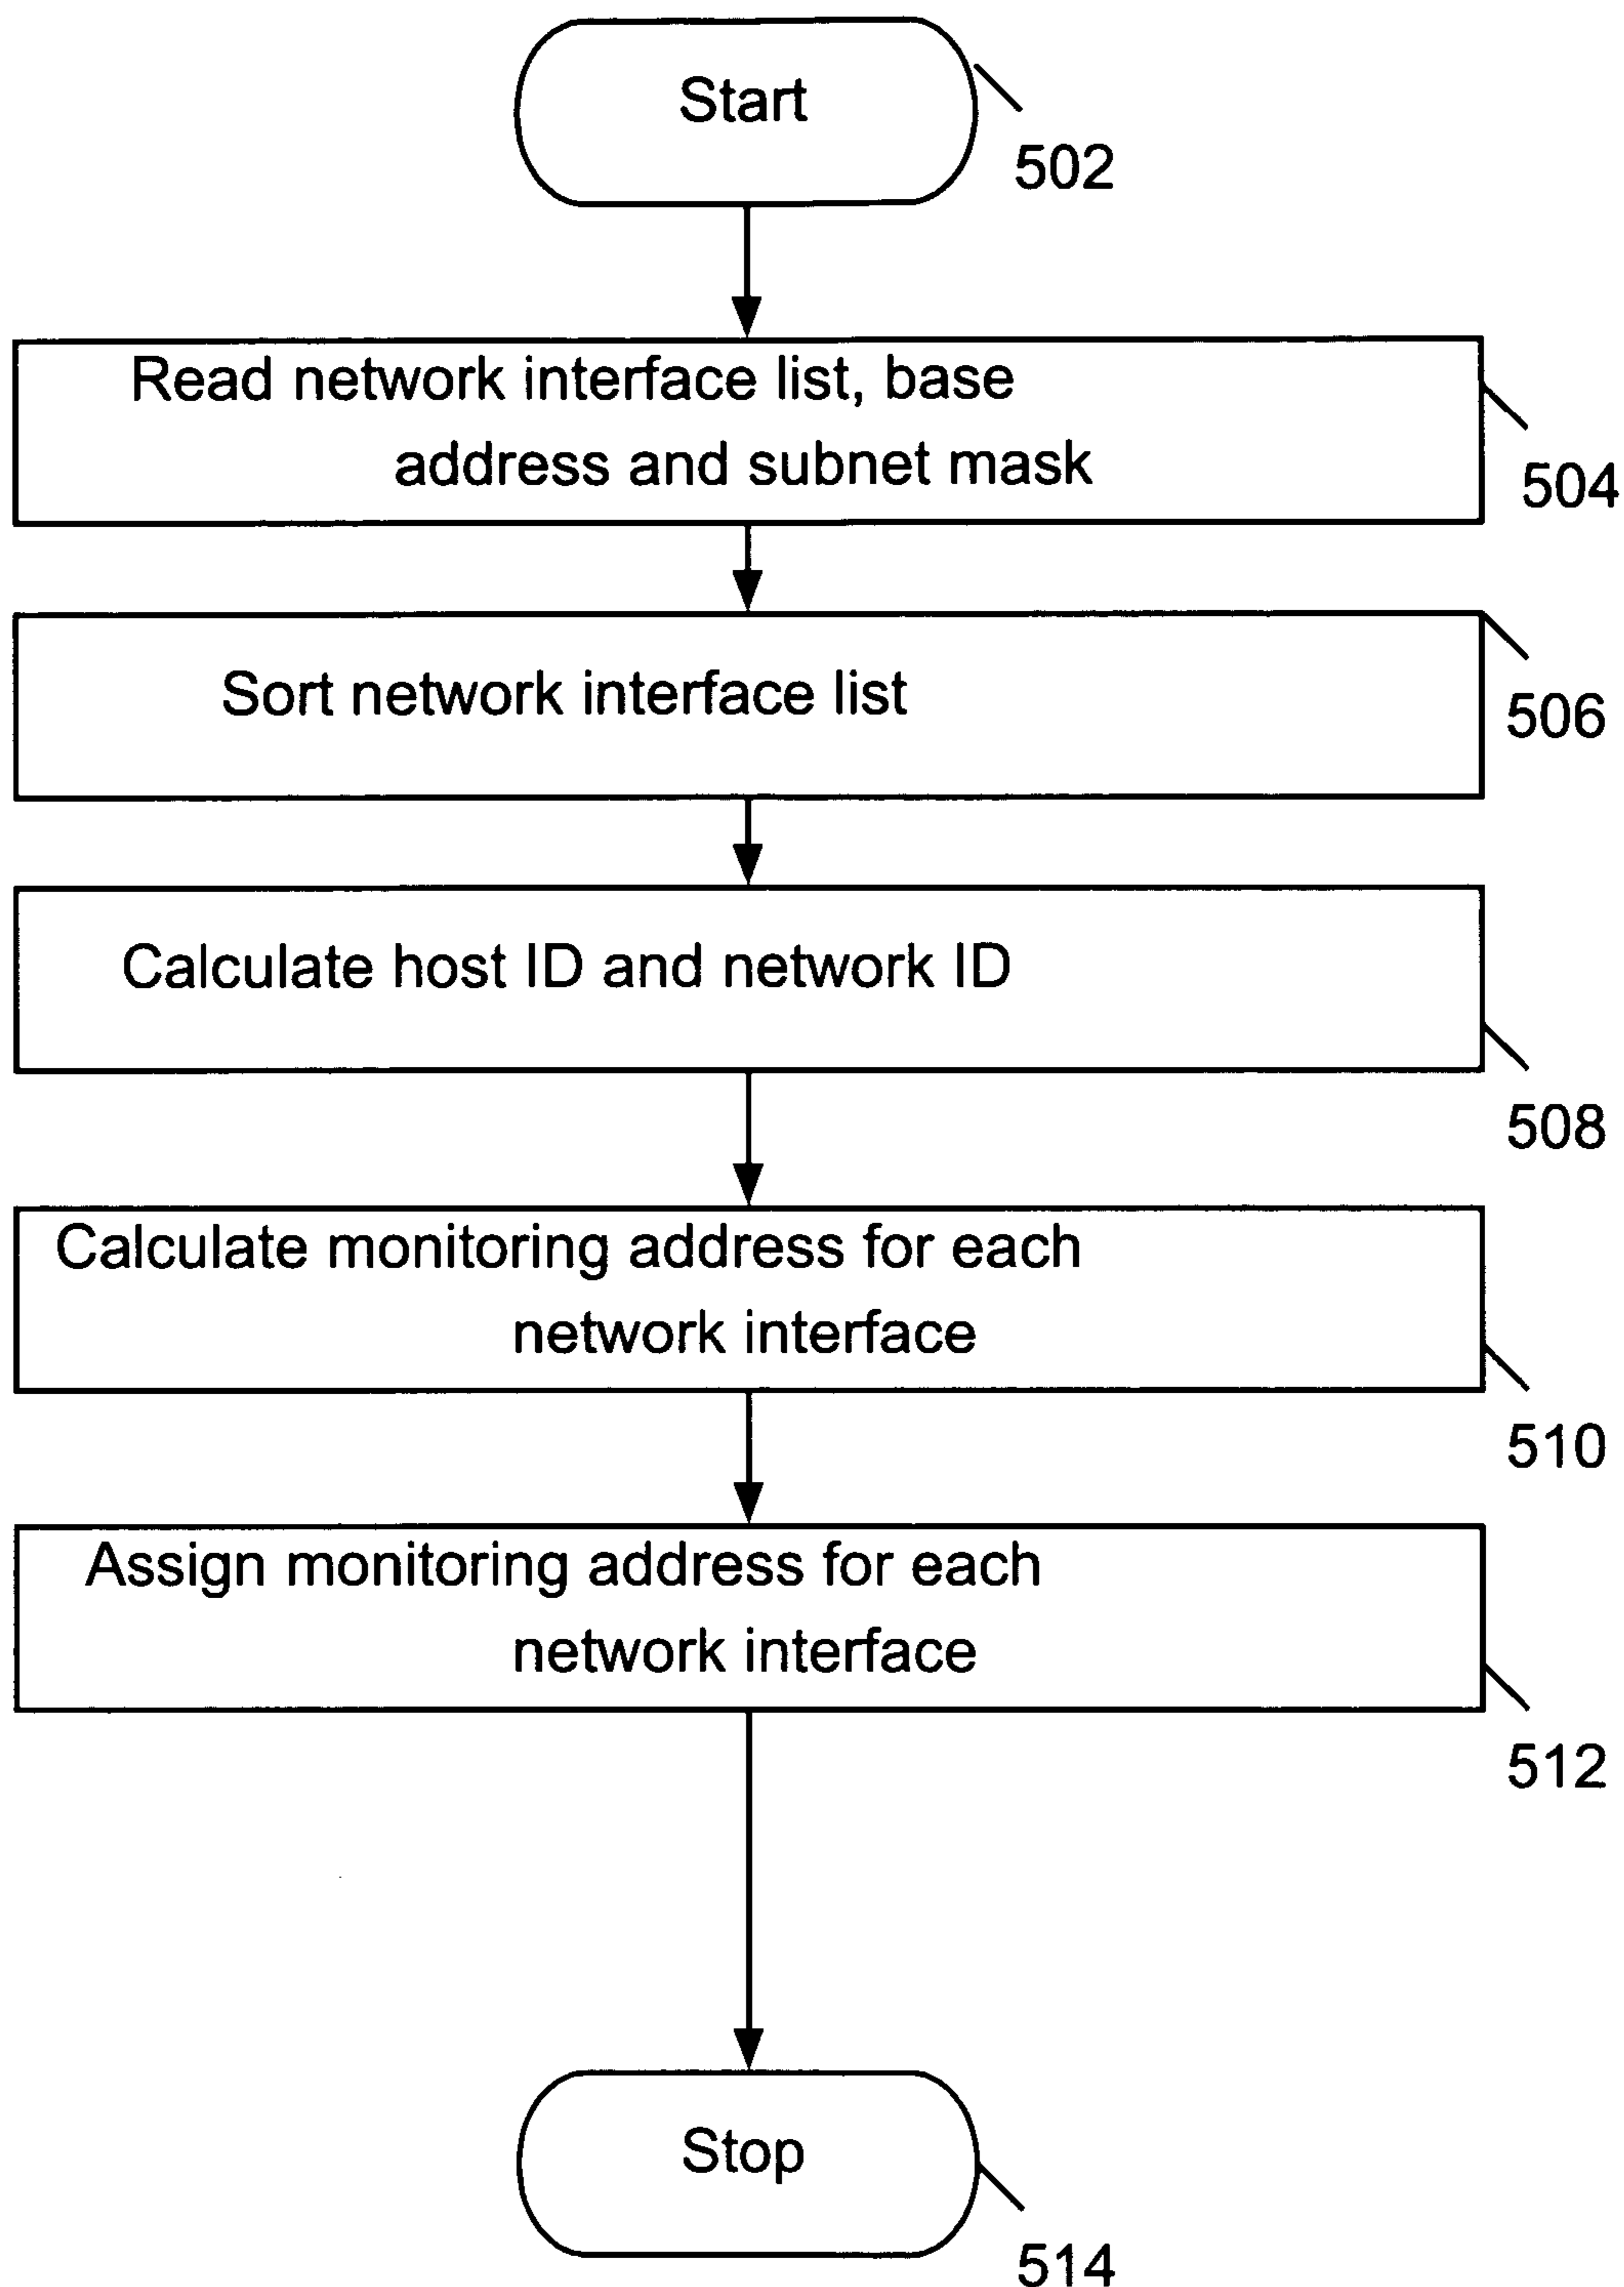 Start
502
Read network interface list, base
address and subnet mask
504
Sort network interface list
506
Calculate host ID and network ID
508
Calculate monitoring address for each
network interface
510
Assign monitoring address for each
network interface
512
Stop
514